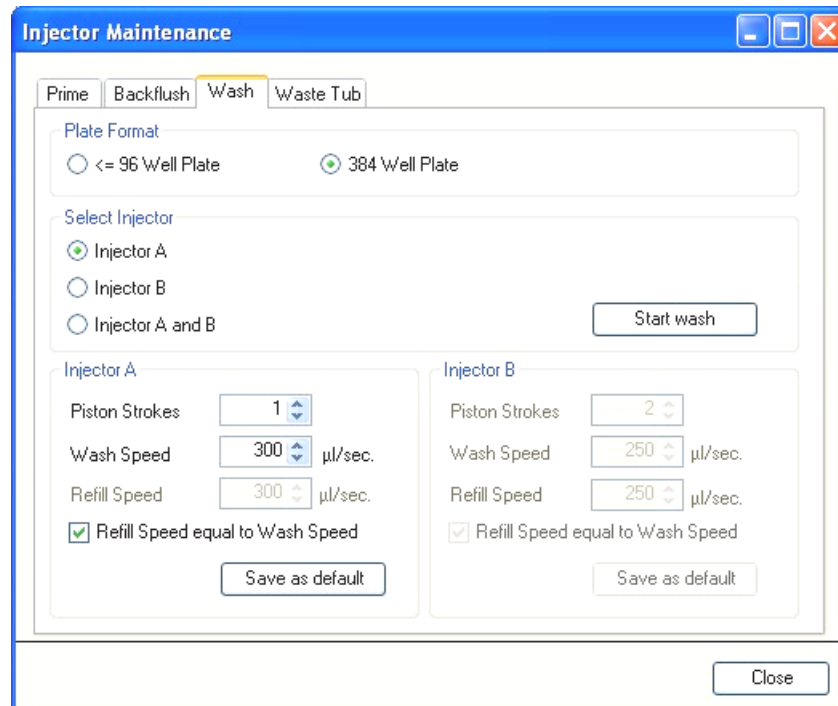 Injector Maintenance
Prime Backflush Wash Waste Tub
Plate Format
<= 96 Well Plate 384 Well Plate
Select Injector
Injector A
Injector B
Injector A and B
Start wash
Injector A
Piston Strokes 1
Wash Speed 300 µl/sec.
Refill Speed 300 µl/sec.
Refill Speed equal to Wash Speed
Save as default
Injector B
Piston Strokes 2
Wash Speed 250 µl/sec.
Refill Speed 250 µl/sec.
Refill Speed equal to Wash Speed
Save as default
Close